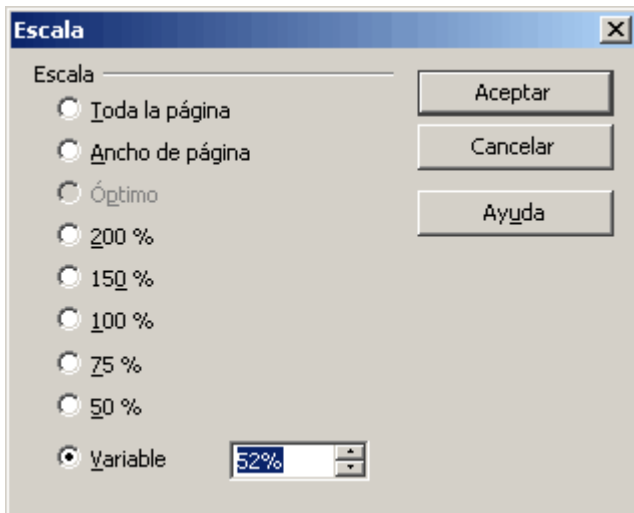 Escala
Escala
Toda la página
Ancho de página
Óptimo
200 %
150 %
100 %
75 %
50 %
Variable 52%
Aceptar
Cancelar
Ayuda